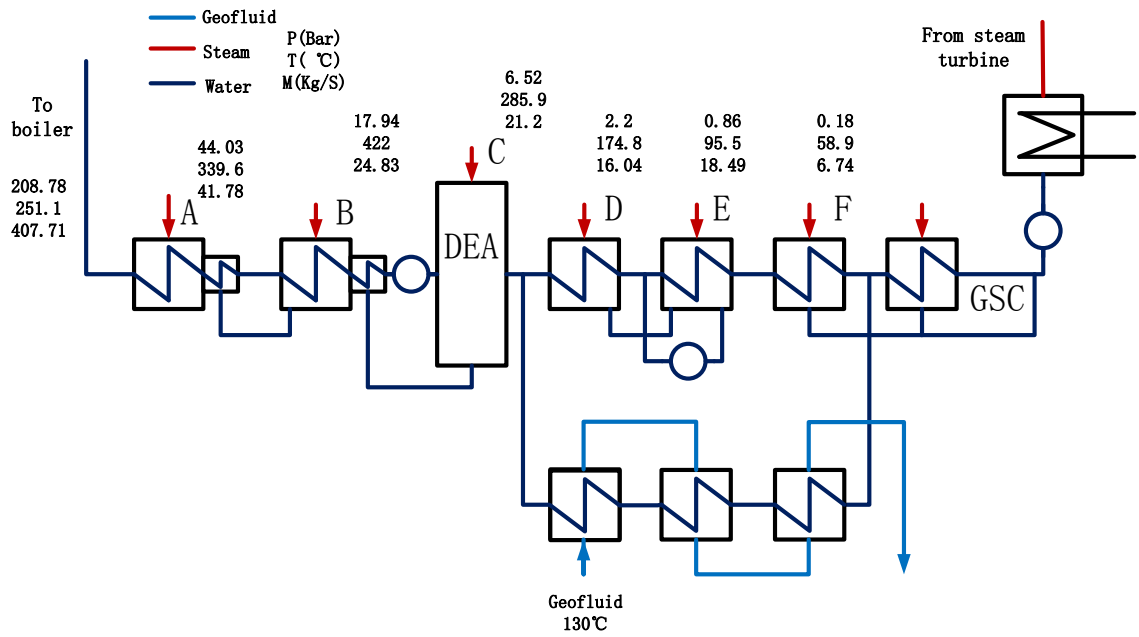 Geofluid
Steam
Water
P(Bar)
T( ℃)
M(Kg/S)
From steam
turbine
To
boiler
208.78
251.1
407.71
44.03
339.6
41.78
A
17.94
422
24.83
B
6.52
285.9
21.2
C
DEA
2.2
174.8
16.04
D
0.86
95.5
18.49
E
0.18
58.9
6.74
F
GSC
Geofluid
130℃